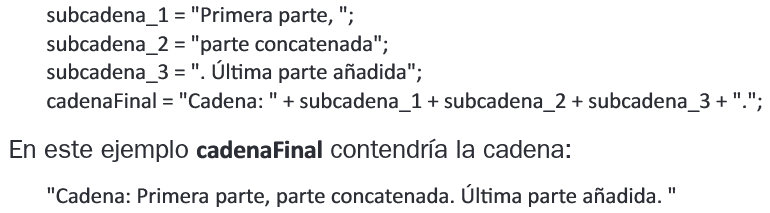 subcadena_1 = "Primera parte, ";
subcadena_2 = "parte concatenada";
subcadena_3 = ". Última parte añadida";
cadenaFinal = "Cadena: " + subcadena_1 + subcadena_2 + subcadena_3 + ".";
En este ejemplo cadenaFinal contendría la cadena:
"Cadena: Primera parte, parte concatenada. Última parte añadida. "